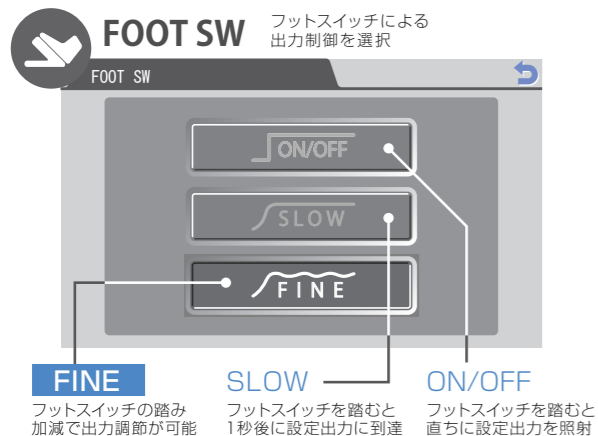 FOOT SW
フットスイッチによる
出力制御を選択
FOOT SW
ON/OFF
SLOW
FINE
FINE
フットスイッチの踏み
加減で出力調節が可能
SLOW
フットスイッチを踏むと
1秒後に設定出力に到達
ON/OFF
フットスイッチを踏むと
直ちに設定出力を照射